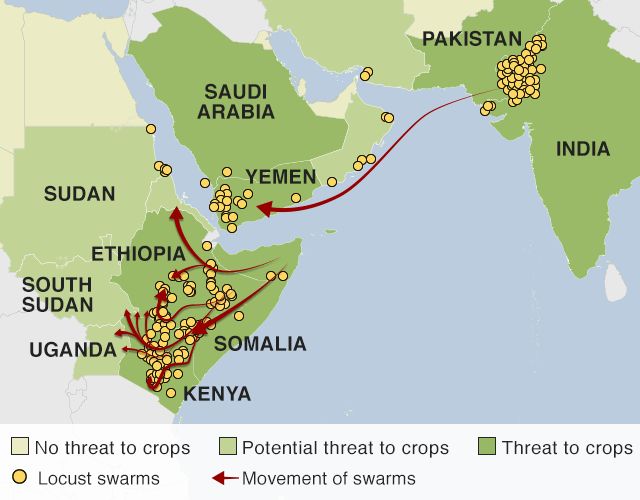 PAKISTAN
SAUDI
ARABIA
INDIA
YEMEN
SUDAN
ETHIOPIA
SOUTH
SUDAN
UGANDA
SOMALIA
KENYA
No threat to crops
Potential threat to crops
Threat to crops
Locust swarms
Movement of swarms